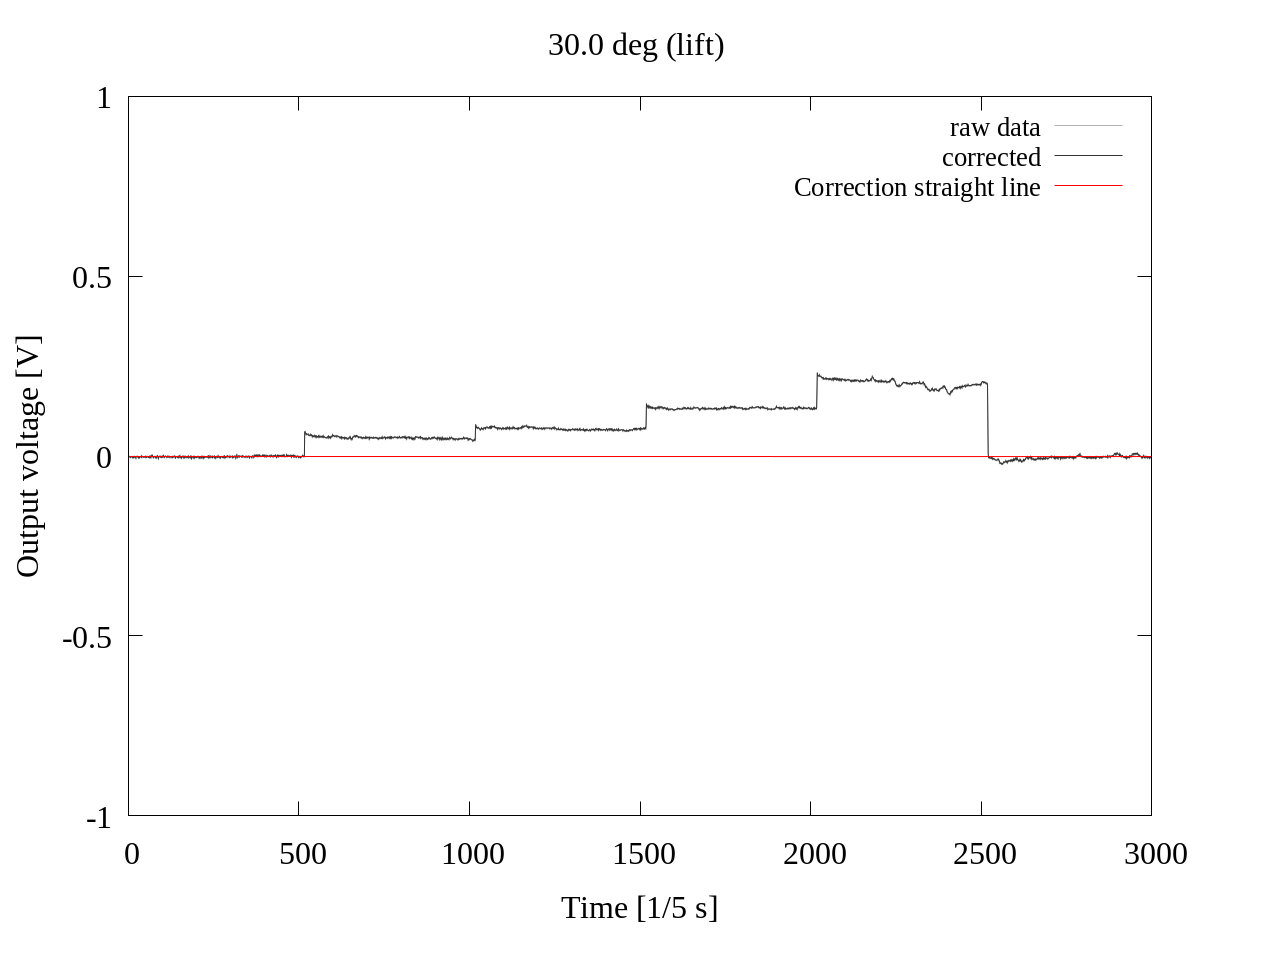 30.0 deg (lift)
1
raw data
corrected
Correction straight line
0.5
Output voltage [V]
0
-0.5
-1
0 500 1000 1500 2000 2500 3000
Time [1/5 s]